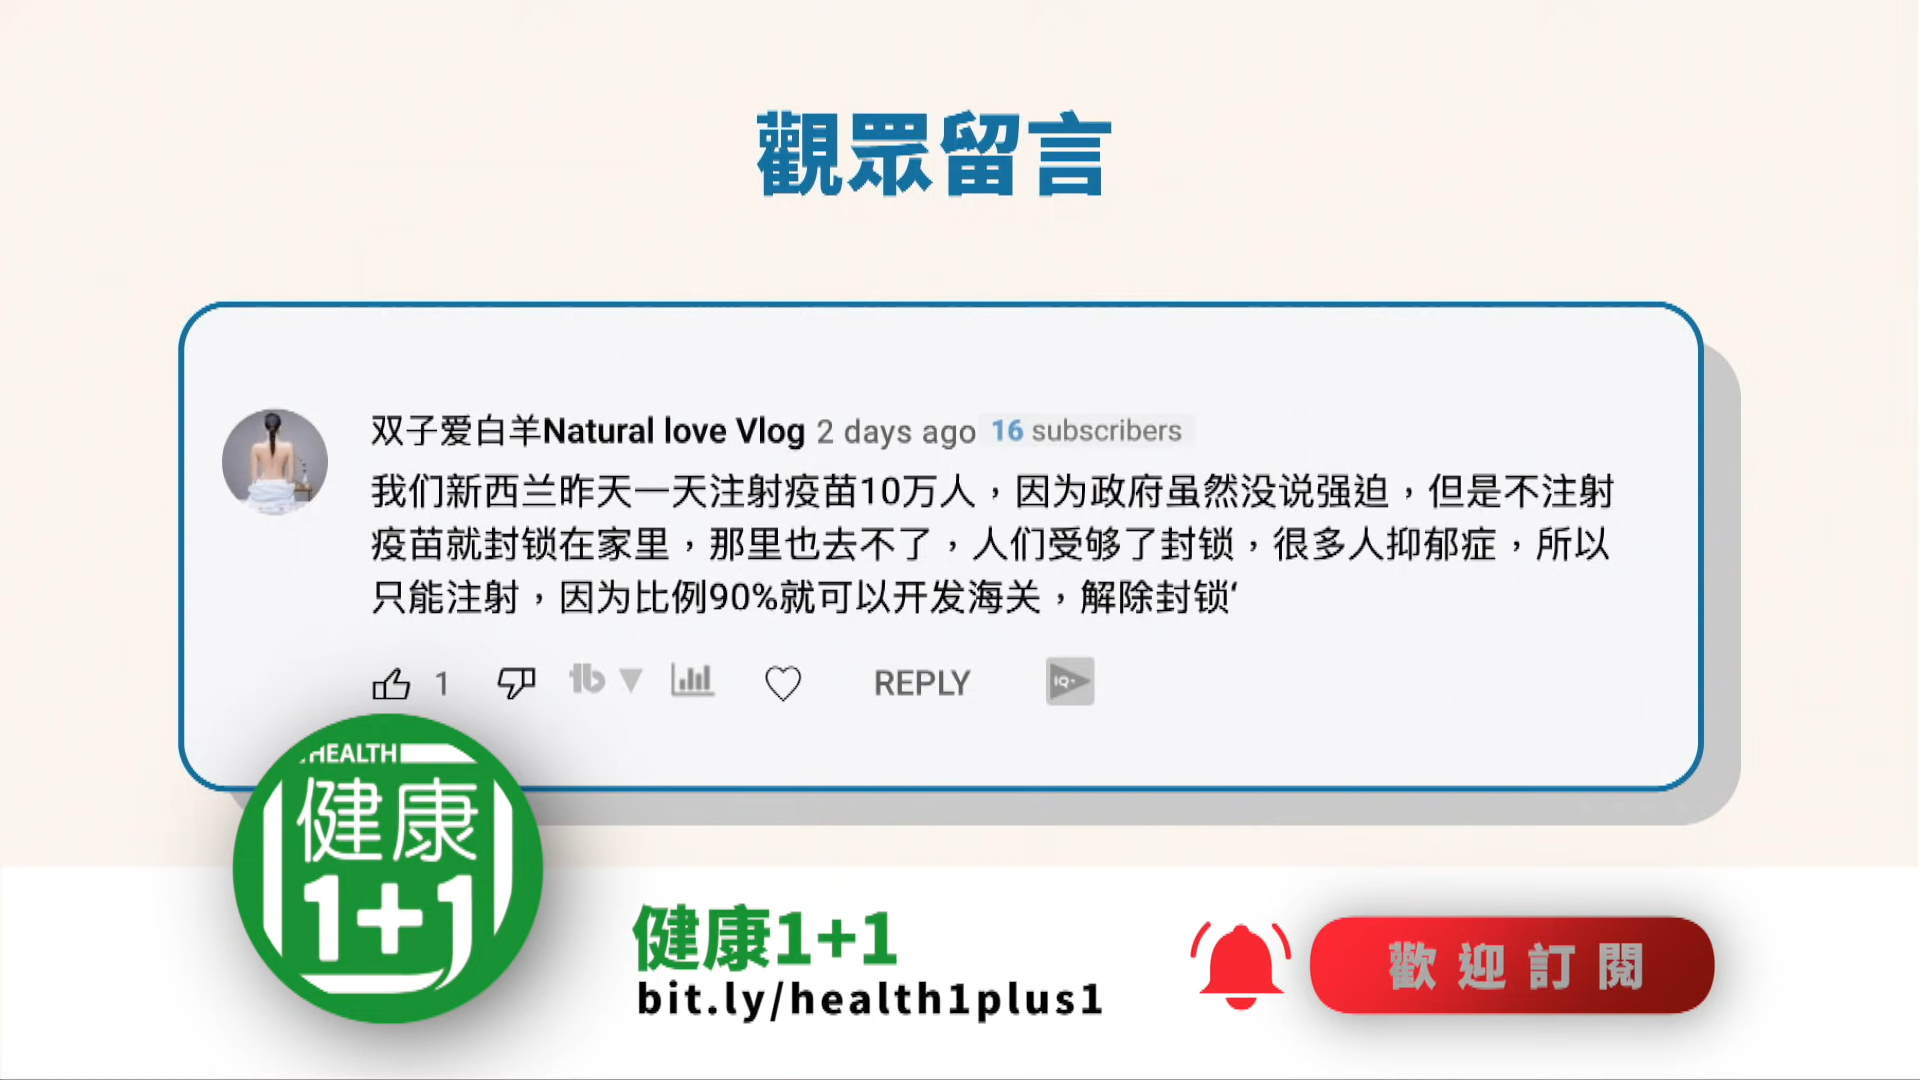 觀眾留言
双子爱白羊Natural love Vlog 2 days ago 16 subscribers
我们新西兰昨天一天注射疫苗10万人，因为政府虽然没说强迫，但是不注射
疫苗就封锁在家里，那里也去不了，人们受够了封锁，很多人抑郁症，所以
只能注射，因为比例90%就可以开发海关，解除封锁‘
1 REPLY IQ
HEALTH
健康
1+1
健康1+1
bit.ly/health1plus1
歡迎訂閱